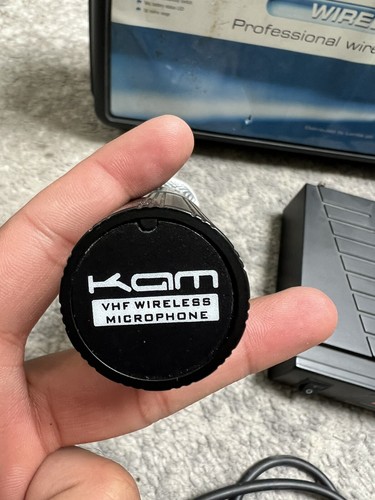 WIRE
Professional wire
KAM
VHF WIRELESS
MICROPHONE